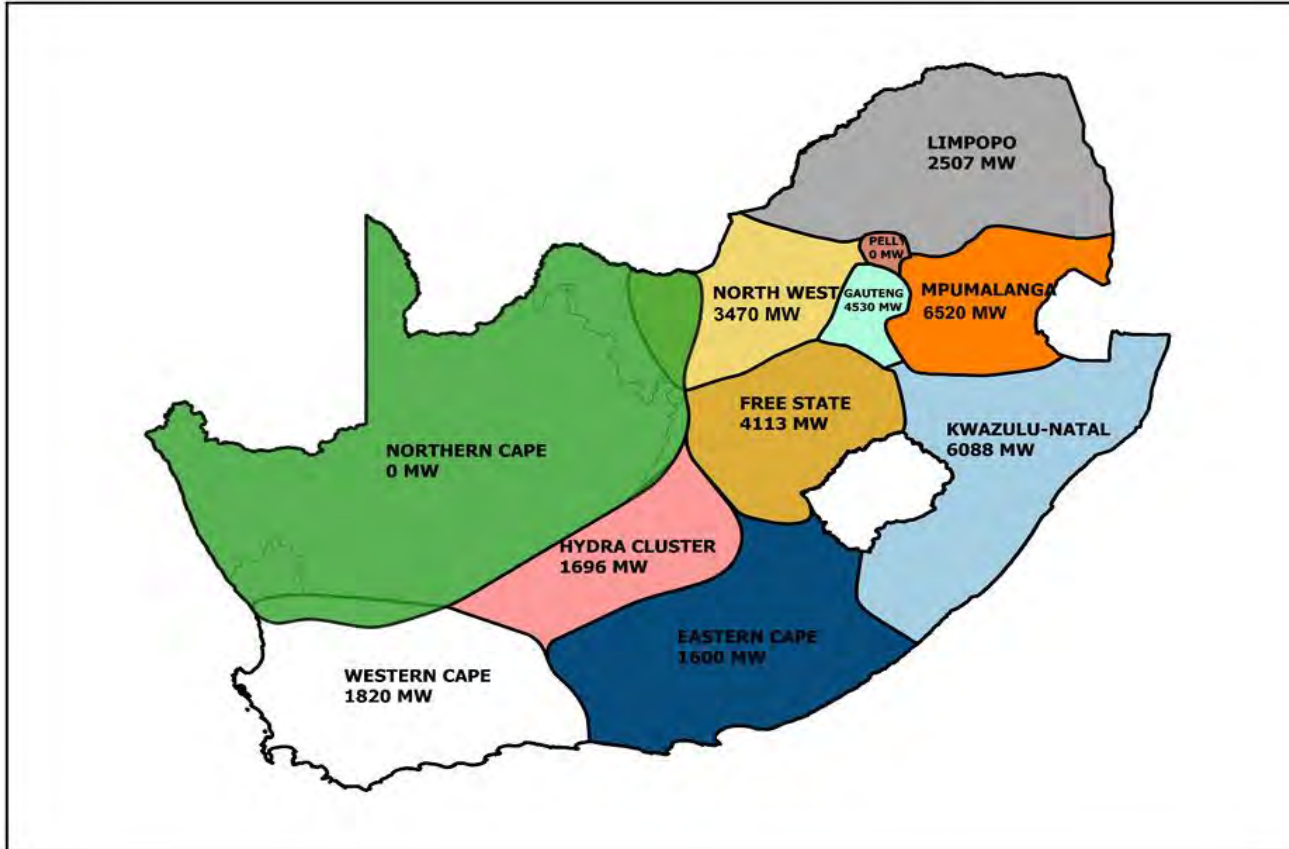 LIMPOPO
2507 MW
PELLY
0 MW
NORTH WEST
3470 MW
GAUTENG
4530 MW
MPUMALANGA
6520 MW
FREE STATE
4113 MW
KWAZULU-NATAL
6088 MW
NORTHERN CAPE
0 MW
HYDRA CLUSTER
1696 MW
EASTERN CAPE
1600 MW
WESTERN CAPE
1820 MW